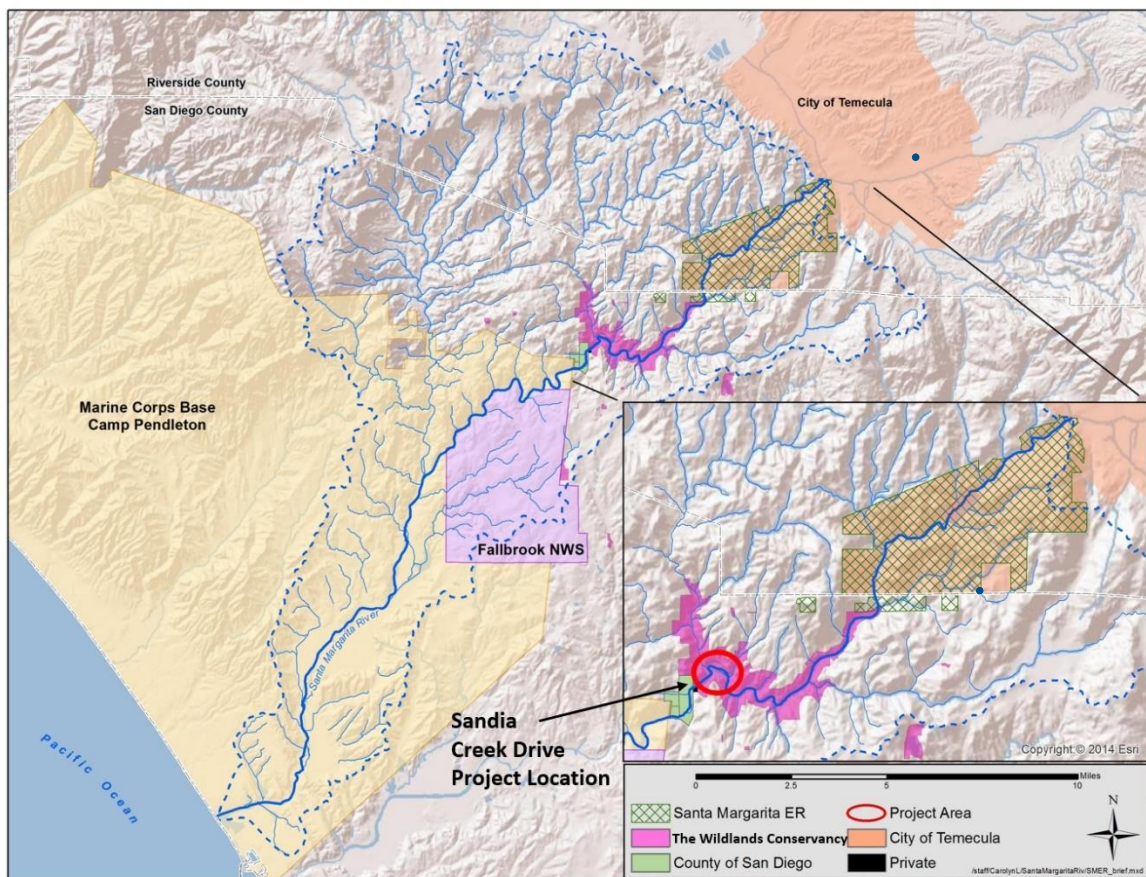 Riverside County
San Diego County
City of Temecula
Marine Corps Base
Camp Pendleton
Fallbrook NWS
Santa Margarita River
Pacific Ocean
Sandia
Creek Drive
Project Location
Copyright:© 2014 Esri
Miles
0 2.5 5 10
Santa Margarita ER
Project Area
The Wildlands Conservancy
City of Temecula
County of San Diego
Private
N
/staff/CarolynL/SantaMargaritaRiv/SMER_brief.mxd